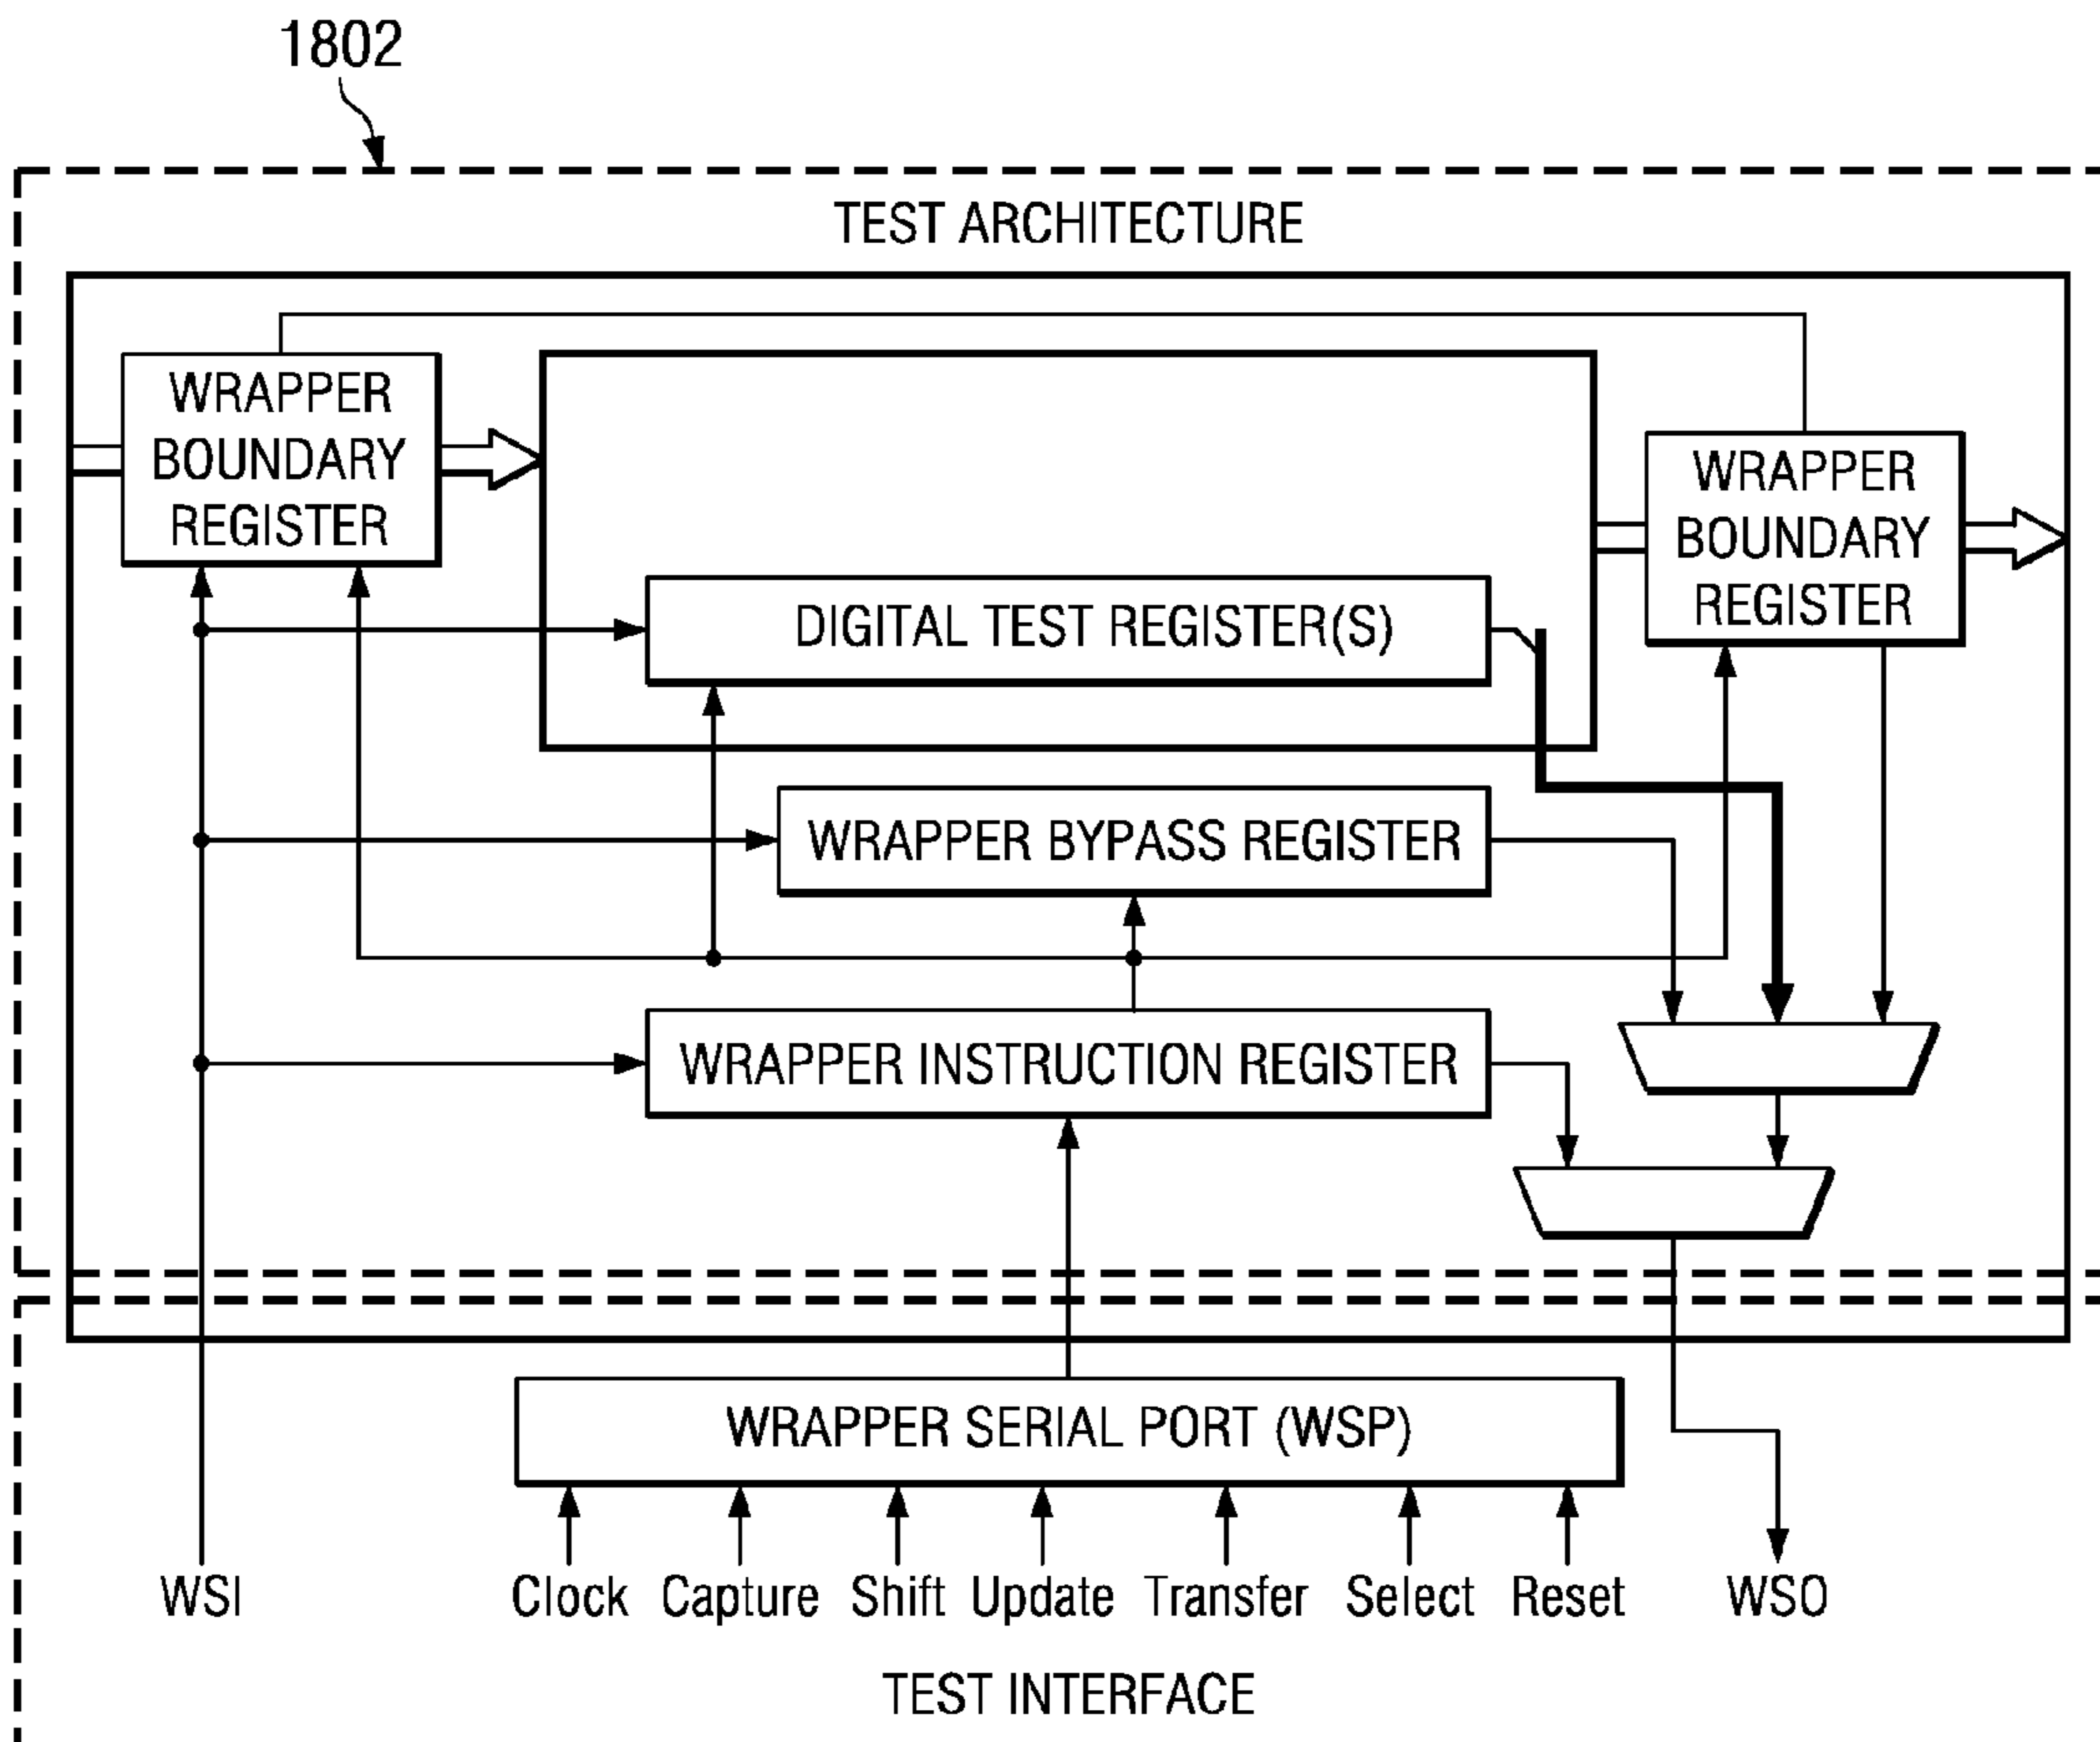 1802
TEST ARCHITECTURE
WRAPPER
BOUNDARY
REGISTER
WRAPPER
BOUNDARY
REGISTER
DIGITAL TEST REGISTER(S)
WRAPPER BYPASS REGISTER
WRAPPER INSTRUCTION REGISTER
WRAPPER SERIAL PORT (WSP)
WSI Clock Capture Shift Update Transfer Select Reset WSO
TEST INTERFACE